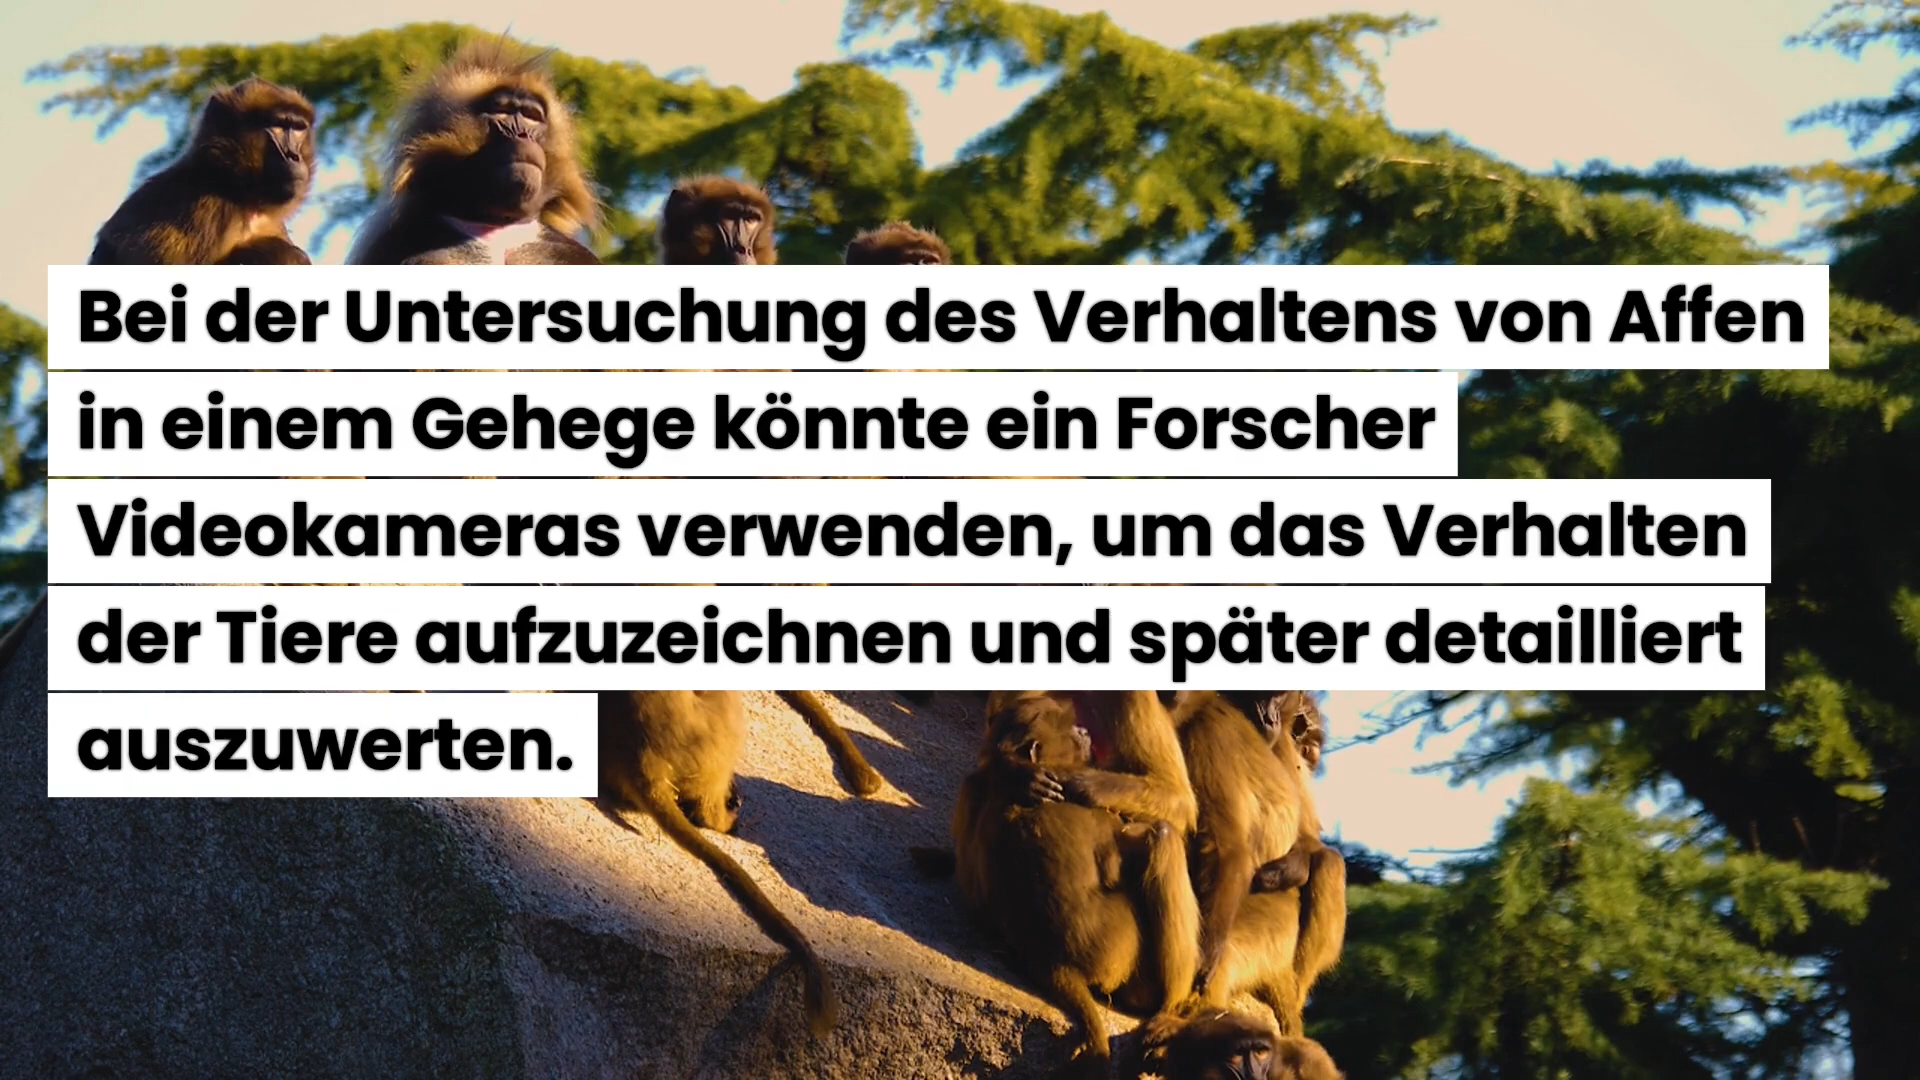 Bei der Untersuchung des Verhaltens von Affen
in einem Gehege könnte ein Forscher
Videokameras verwenden, um das Verhalten
der Tiere aufzuzeichnen und später detailliert
auszuwerten.